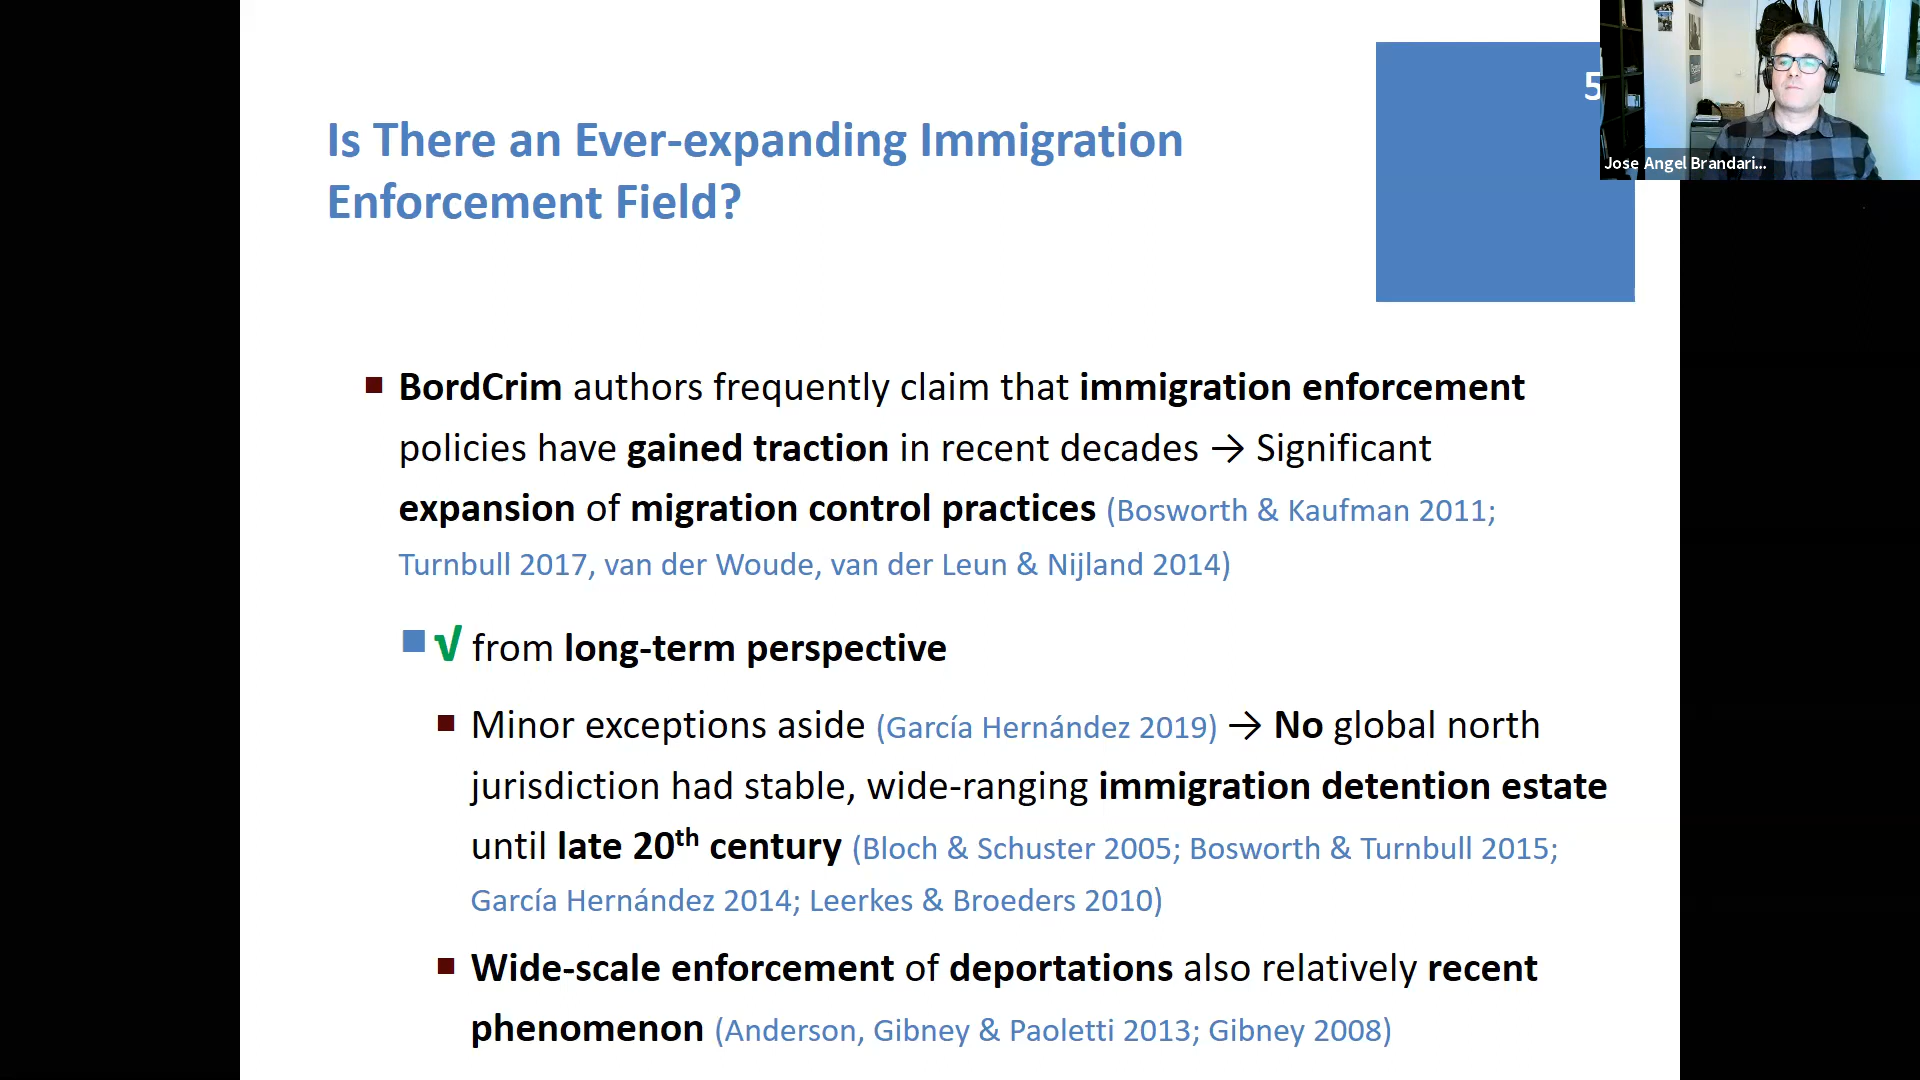 5
Jose Angel Brandari...
Is There an Ever-expanding Immigration
Enforcement Field?
BordCrim authors frequently claim that immigration enforcement
policies have gained traction in recent decades → Significant
expansion of migration control practices (Bosworth & Kaufman 2011;
Turnbull 2017, van der Woude, van der Leun & Nijland 2014)
√ from long-term perspective
Minor exceptions aside (García Hernández 2019) → No global north
jurisdiction had stable, wide-ranging immigration detention estate
until late 20th century (Bloch & Schuster 2005; Bosworth & Turnbull 2015;
García Hernández 2014; Leerkes & Broeders 2010)
Wide-scale enforcement of deportations also relatively recent
phenomenon (Anderson, Gibney & Paoletti 2013; Gibney 2008)